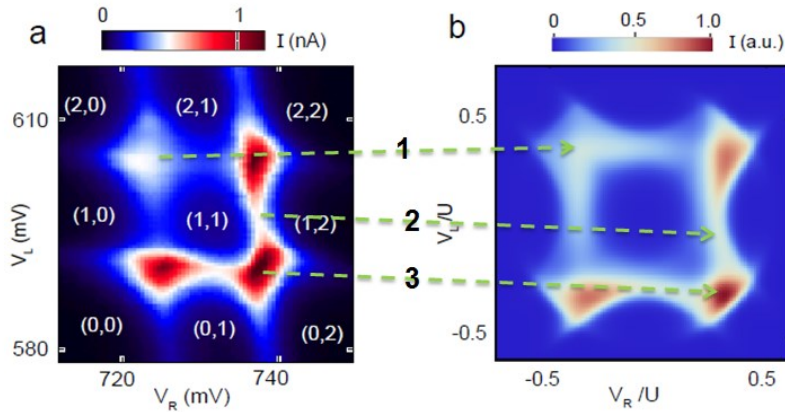 a
0 1 I (nA)
(2,0) (2,1) (2,2)
(1,0) (1,1) (1,2)
(0,0) (0,1) (0,2)
610
580
V_L (mV)
720 740
V_R (mV)
1
2
3
b
0 0.5 1.0
I (a.u.)
0.5
-0.5
V_L/U
-0.5 0.5
V_R /U